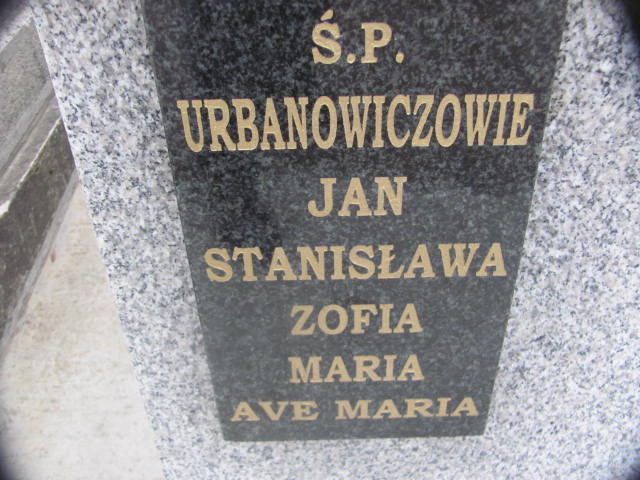 Ś.P.
URBANOWICZOWIE
JAN
STANISŁAWA
ZOFIA
MARIA
AVE MARIA